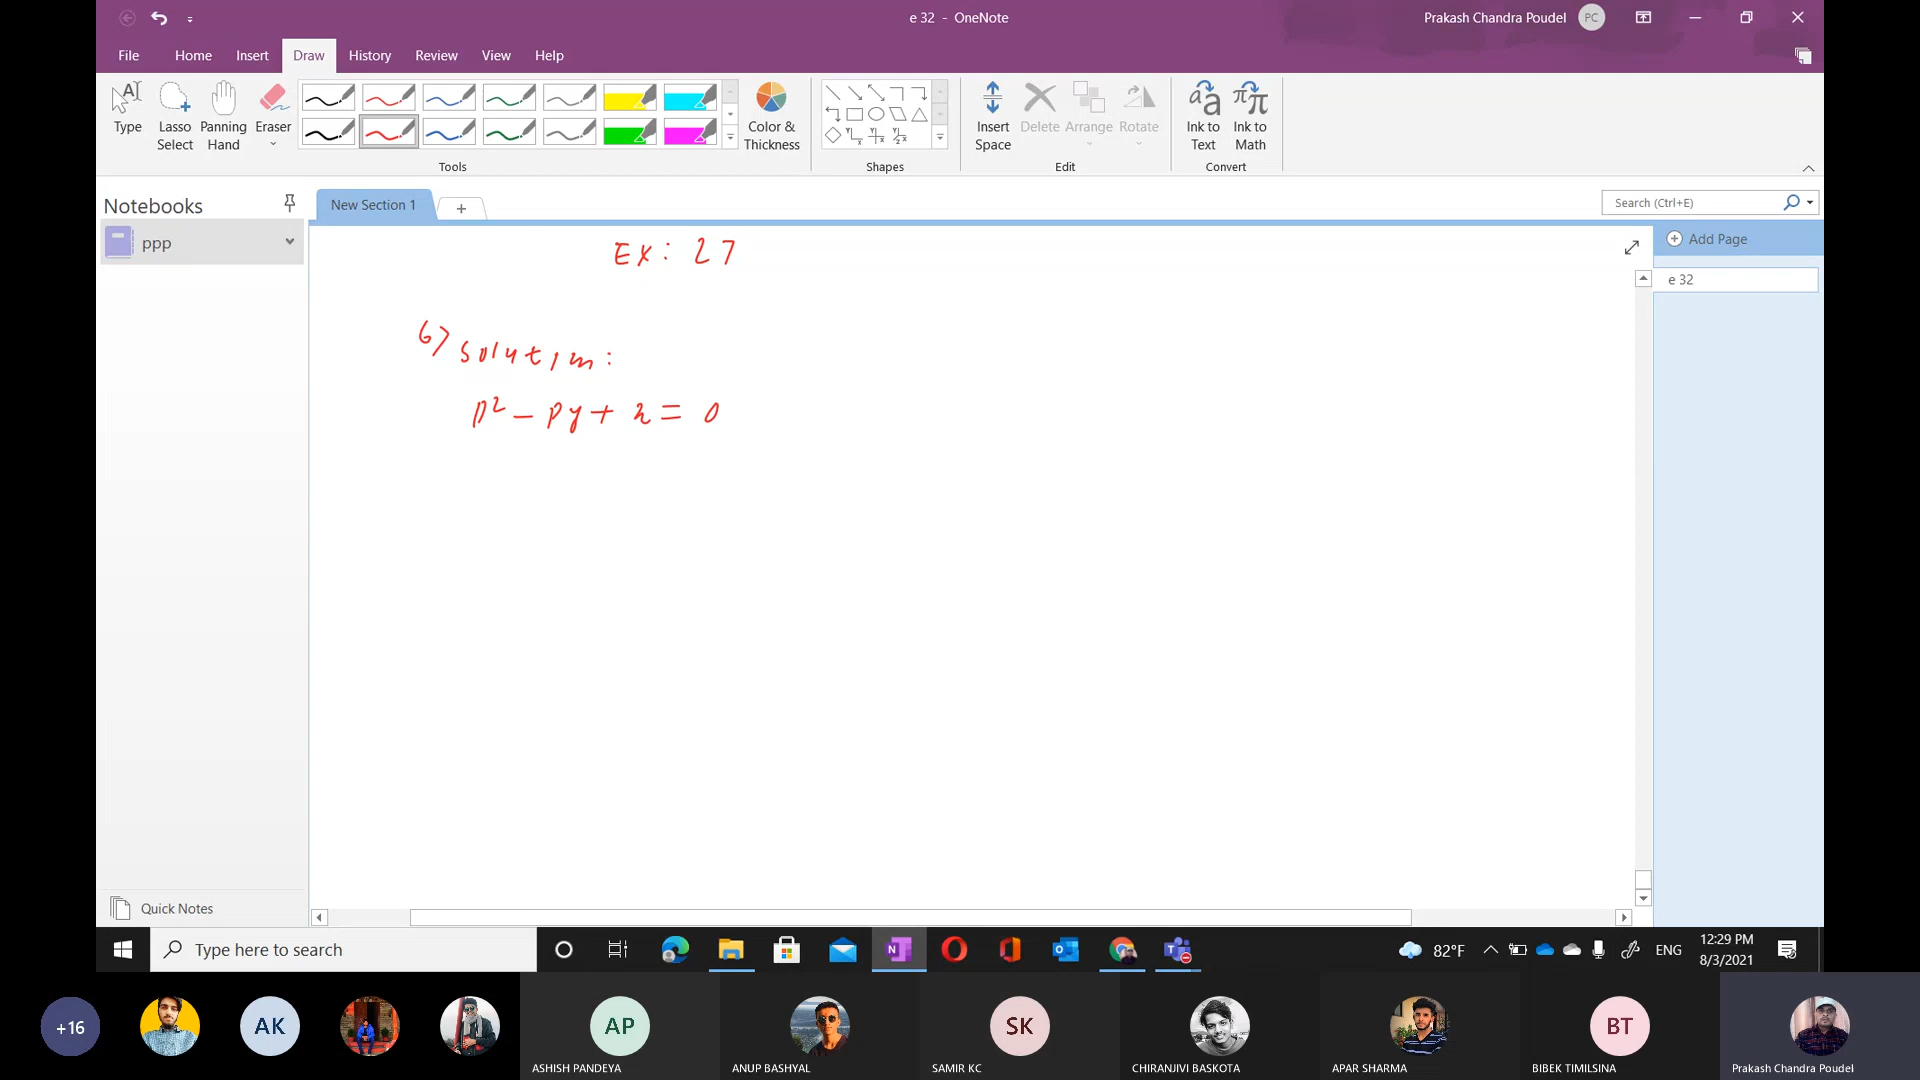 e 32 - OneNote
Prakash Chandra Poudel PC
File Home Insert Draw History Review View Help
Type
Lasso Select
Panning Hand
Eraser
Color & Thickness
Insert Space
Delete Arrange Rotate
Ink to Text
Ink to Math
Tools
Shapes
Edit
Convert
Notebooks
New Section 1
Search (Ctrl+E)
ppp
Add Page
e 32
Ex: 27
6) Solution:
p² - py + x = 0
Quick Notes
Type here to search
82°F
ENG
12:29 PM
8/3/2021
+16
AK
AP
SK
BT
ASHISH PANDEYA
ANUP BASHYAL
SAMIR KC
CHIRANJIVI BASKOTA
APAR SHARMA
BIBEK TIMILSINA
Prakash Chandra Poudel